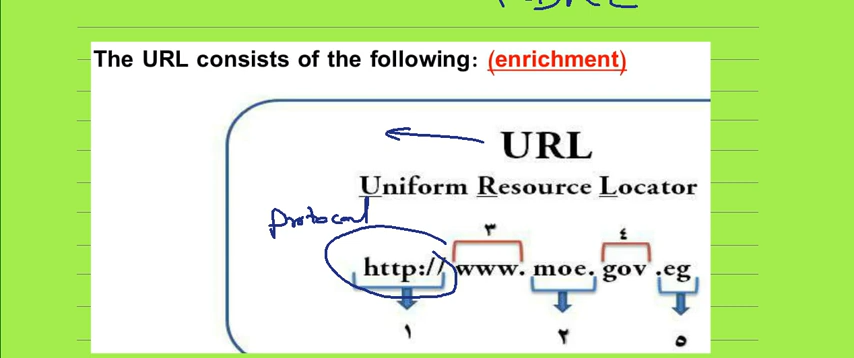 The URL consists of the following: (enrichment)
URL
Uniform Resource Locator
protocol
٣ ٤
http://www.moe.gov.eg
١ ٢ ٥